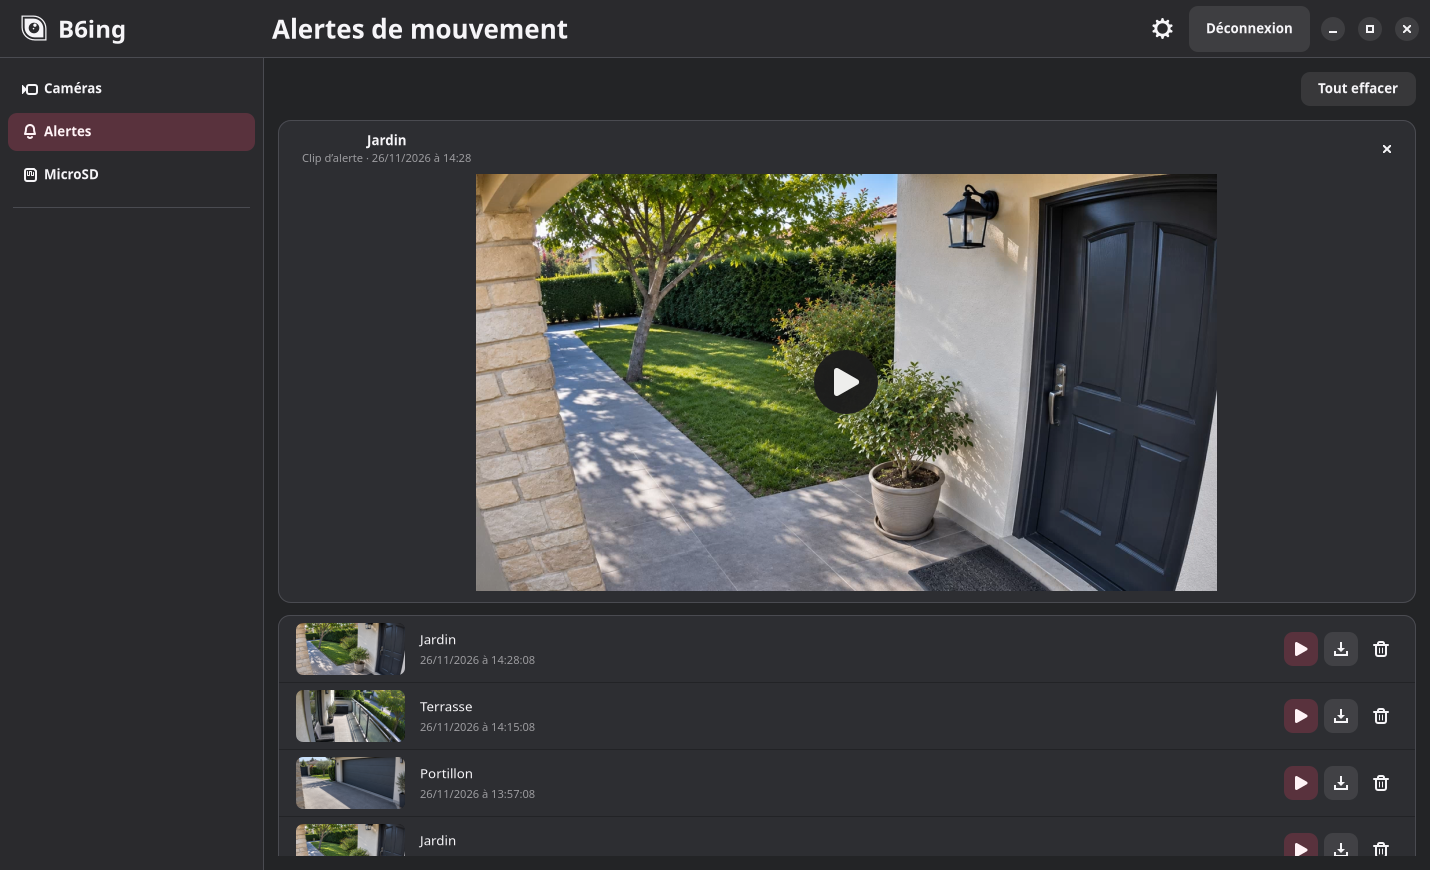 B6ing
Alertes de mouvement
Déconnexion
Caméras
Alertes
MicroSD
Tout effacer
Jardin
Clip d’alerte · 26/11/2026 à 14:28
Jardin
26/11/2026 à 14:28:08
Terrasse
26/11/2026 à 14:15:08
Portillon
26/11/2026 à 13:57:08
Jardin